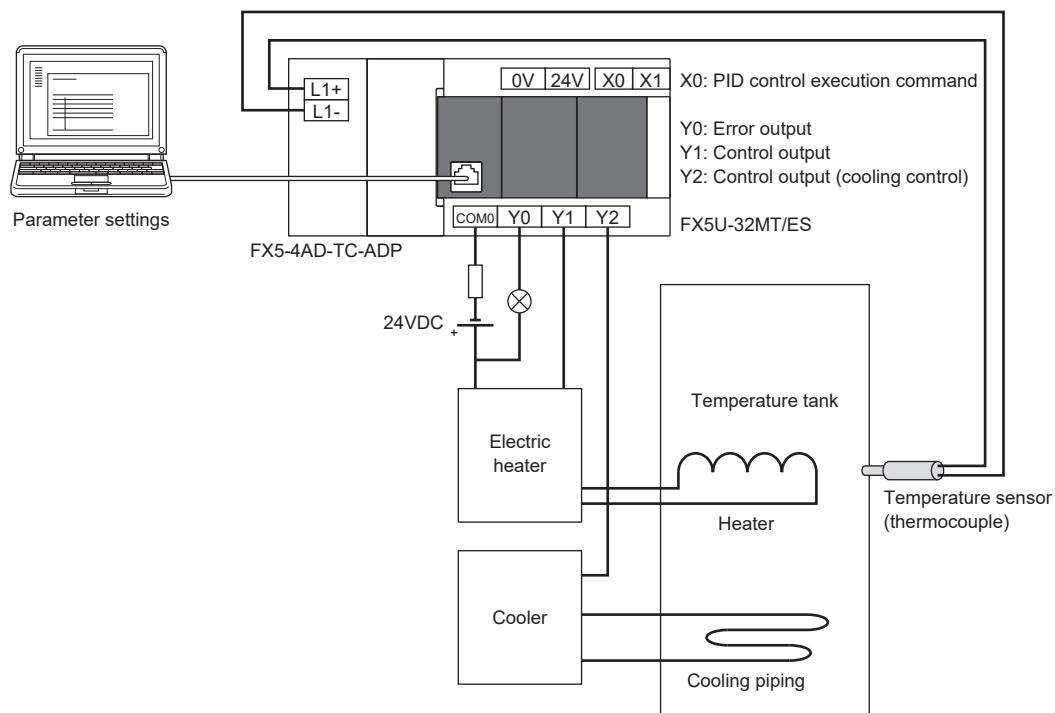 L1+
L1-
0V 24V X0 X1
X0: PID control execution command
Y0: Error output
Y1: Control output
Y2: Control output (cooling control)
COM0 Y0 Y1 Y2
FX5U-32MT/ES
Parameter settings
FX5-4AD-TC-ADP
24VDC
+
Electric
heater
Temperature tank
Heater
Temperature sensor
(thermocouple)
Cooler
Cooling piping